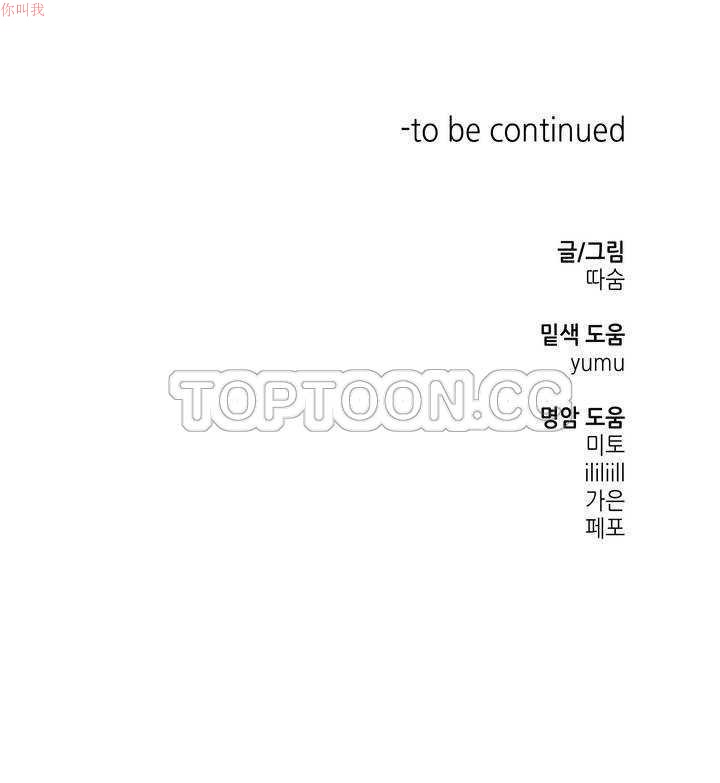 你叫我
-to be continued
글/그림
따숨
밑색 도움
yumu
TOPTOON.CC
명암 도움
미토
ililiill
가은
페포